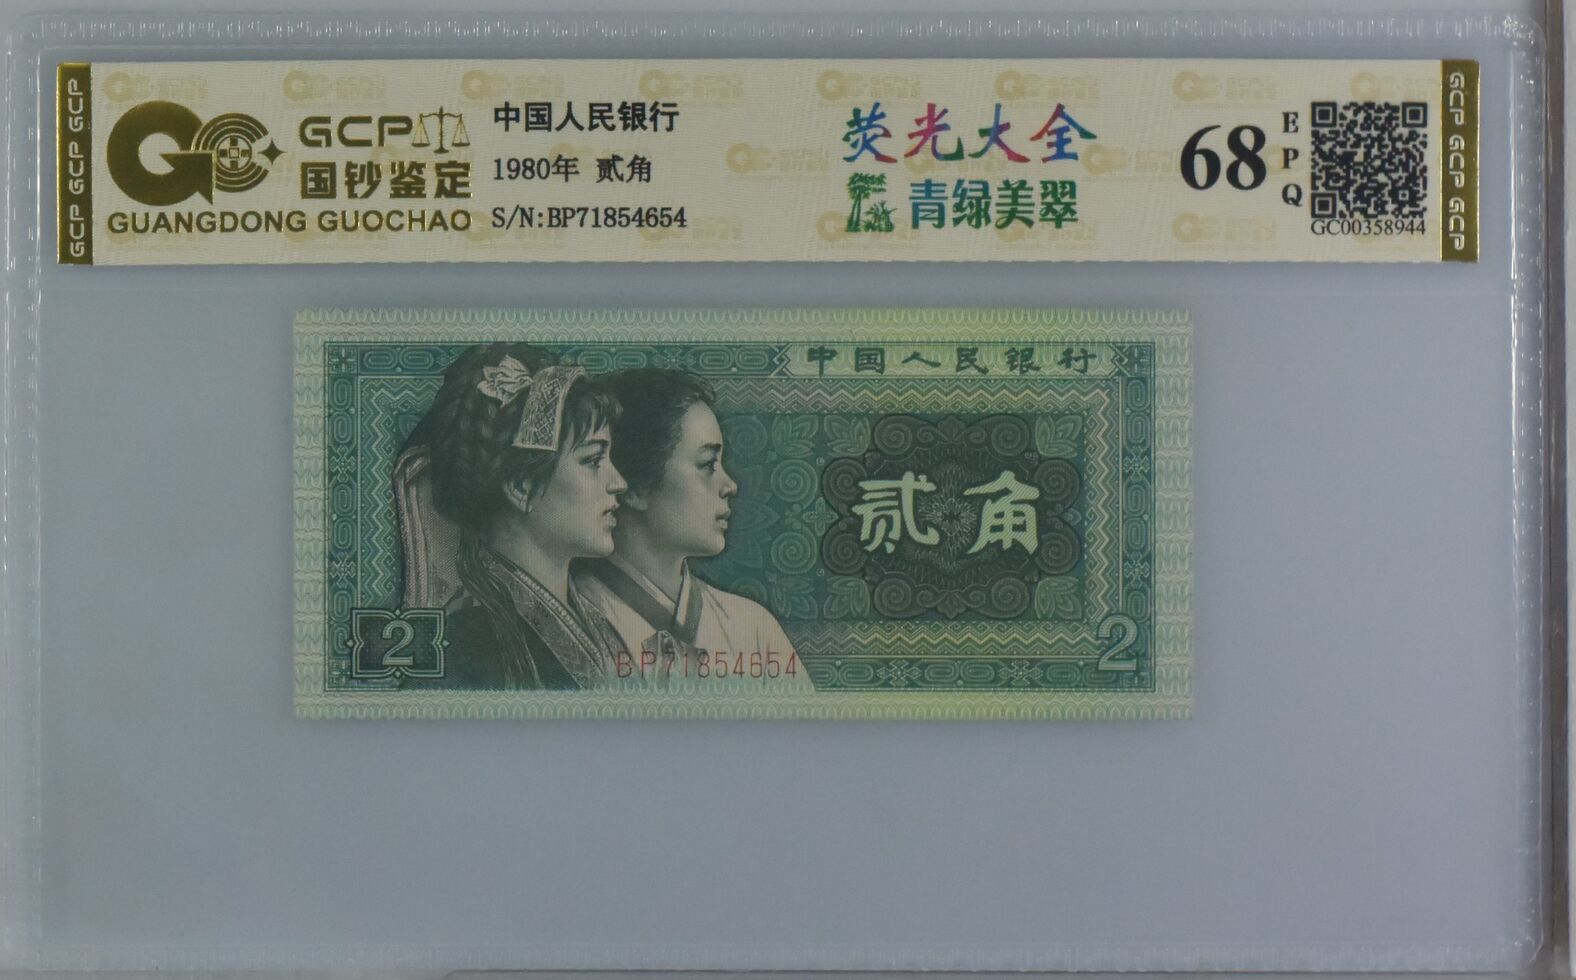 GCP GCP GCP
GCP
国钞鉴定
GUANGDONG GUOCHAO
中国人民银行
1980年 贰角
S/N:BP71854654
荧光大全
青绿美翠
68
EPQ
GC00358944
GCP GCP GCP
中国人民银行
贰角
2
2
BP71854654